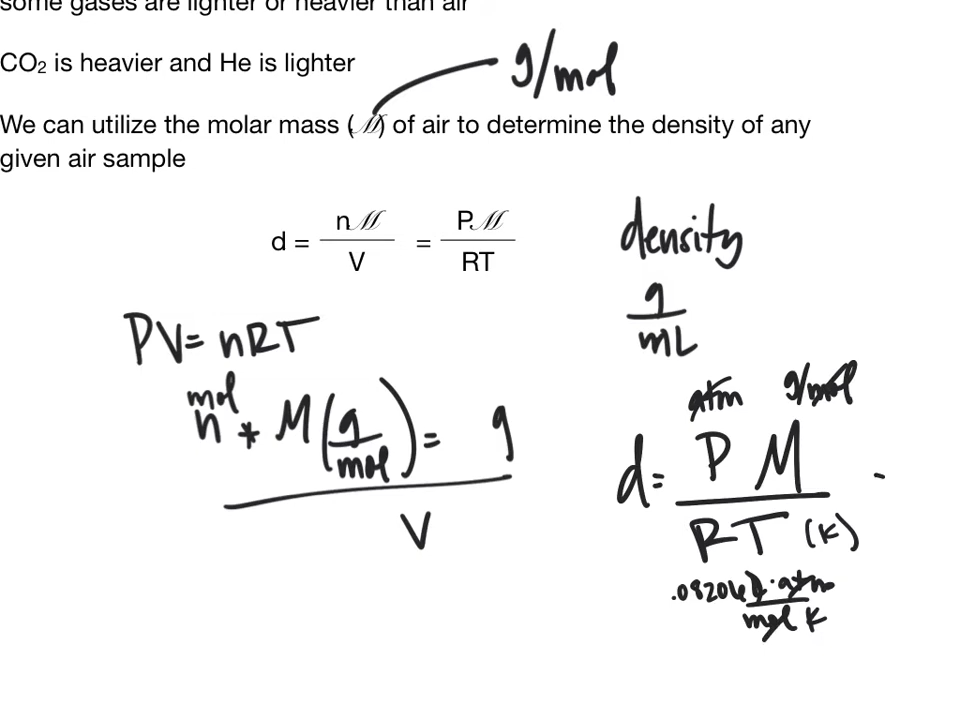 some gases are lighter or heavier than air
CO₂ is heavier and He is lighter
g/mol
We can utilize the molar mass (ℳ) of air to determine the density of any
given air sample
d = nℳ/V = Pℳ/RT
density
g/mL
PV = nRT
mol
n * M(g/mol) = g
V
atm g/mol
d = P M
RT (K)
.08206 L·atm
mol K